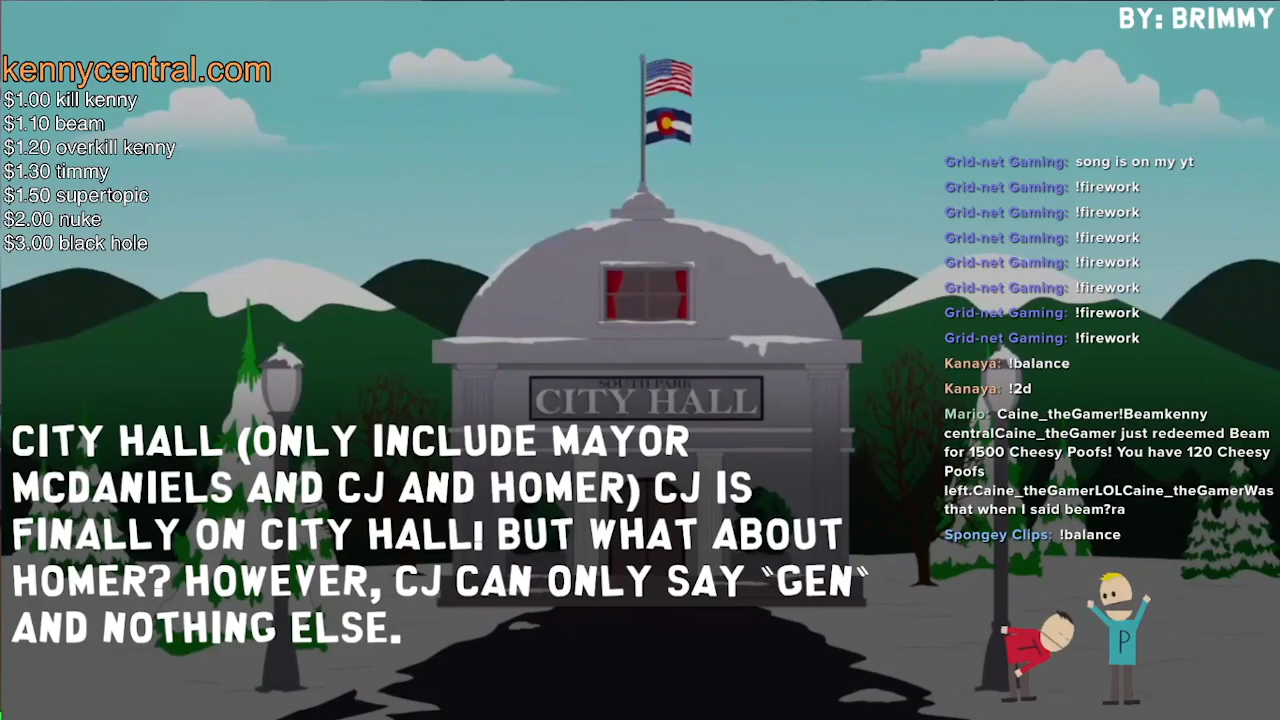 BY: BRIMMY
kennycentral.com
$1.00 kill kenny
$1.10 beam
$1.20 overkill kenny
$1.30 timmy
$1.50 supertopic
$2.00 nuke
$3.00 black hole
Grid-net Gaming: song is on my yt
Grid-net Gaming: !firework
Grid-net Gaming: !firework
Grid-net Gaming: !firework
Grid-net Gaming: !firework
Grid-net Gaming: !firework
Grid-net Gaming: !firework
Grid-net Gaming: !firework
Kanaya: !balance
Kanaya: !2d
Mario: Caine_theGamer!Beamkenny
centralCaine_theGamer just redeemed Beam
for 1500 Cheesy Poofs! You have 120 Cheesy
Poofs
left.Caine_theGamerLOLCaine_theGamerWas
that when I said beam?ra
Spongey Clips: !balance
SOUTH PARK
CITY HALL
CITY HALL (ONLY INCLUDE MAYOR
MCDANIELS AND CJ AND HOMER) CJ IS
FINALLY ON CITY HALL! BUT WHAT ABOUT
HOMER? HOWEVER, CJ CAN ONLY SAY "GEN"
AND NOTHING ELSE.
T
P